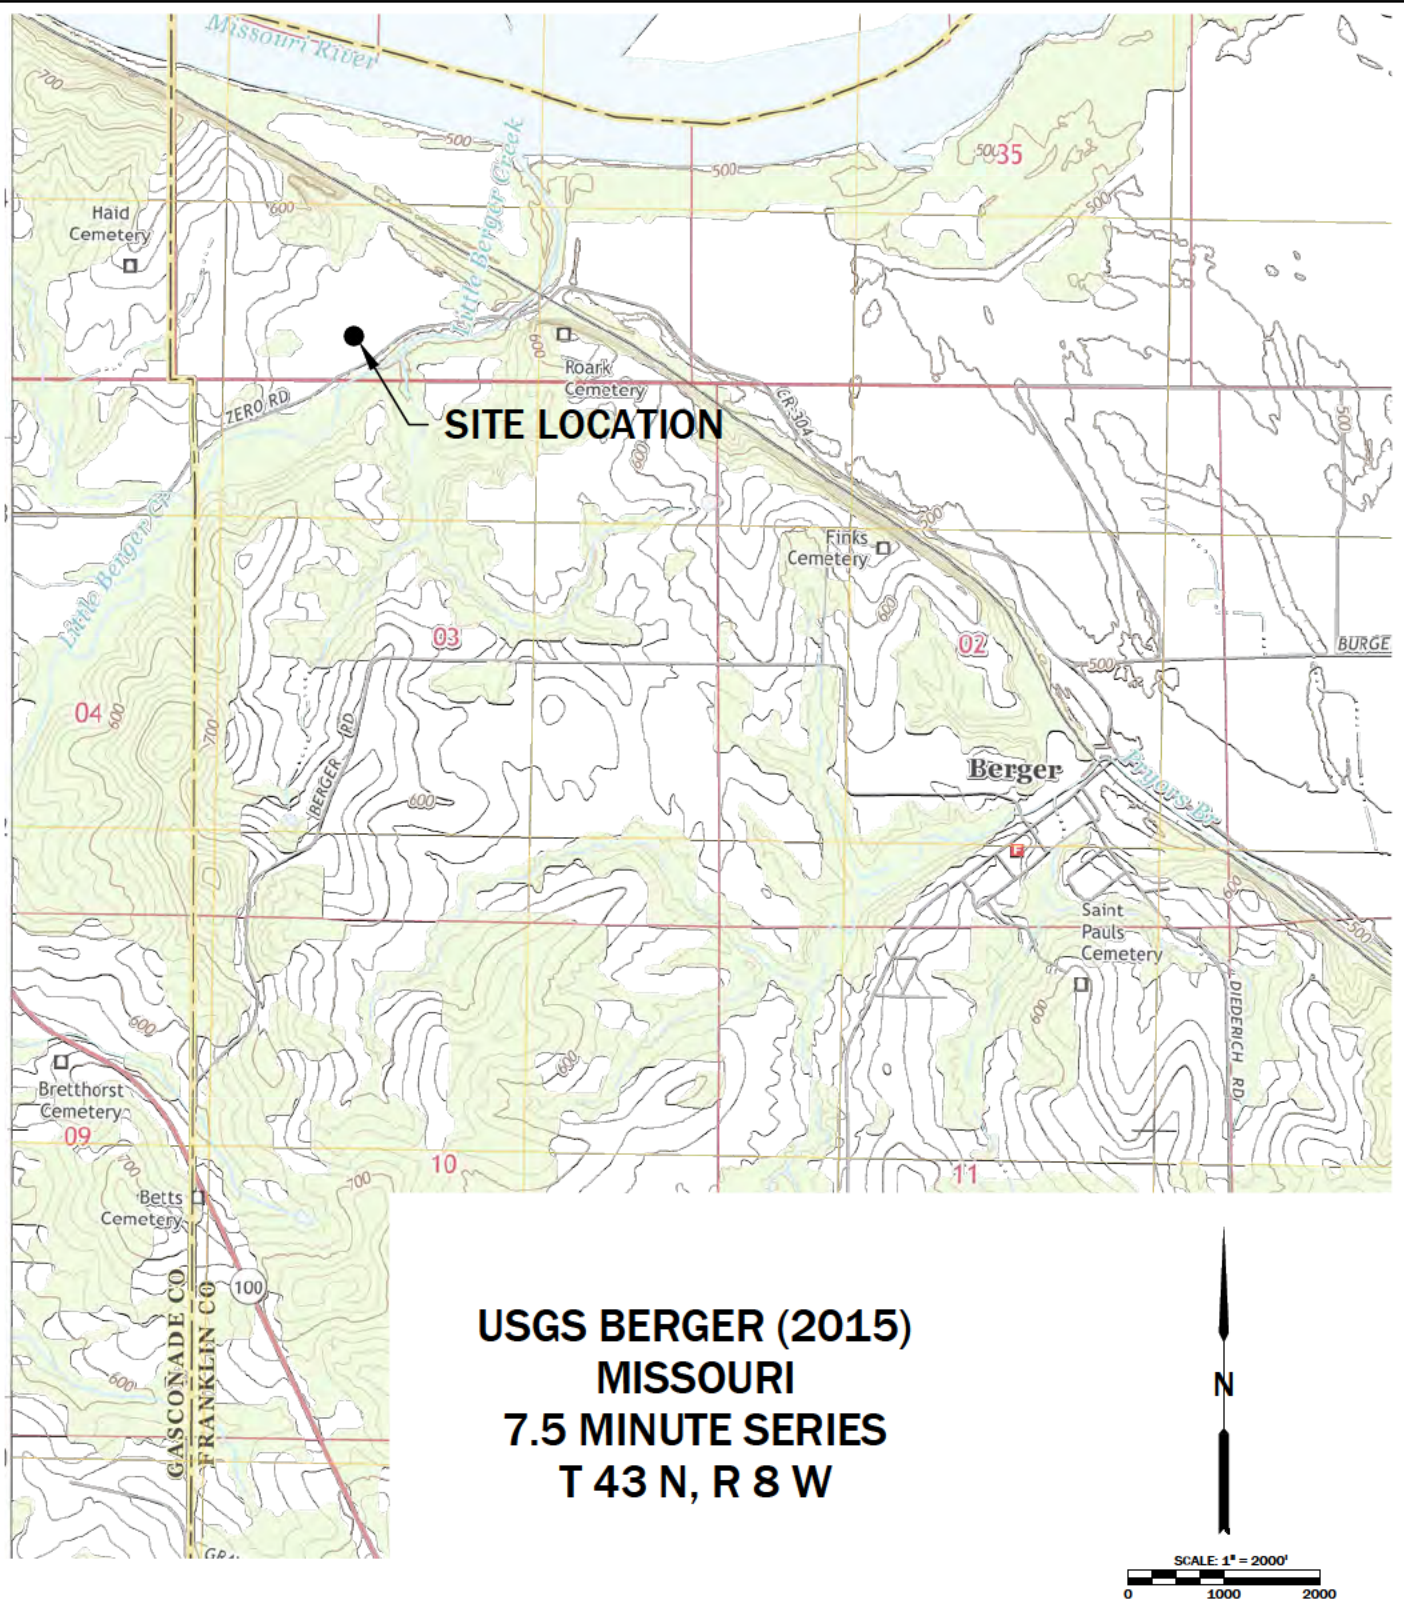 Missouri River
700
500
Little Berger Creek
500
35
500
500
Haid
Cemetery
600
600
Roark
Cemetery
ZERO RD
SITE LOCATION
CR-304
500
600
500
Finks
Cemetery
Little Berger Cr
600
03
02
BURGE
500
04
600
700
BERGER RD
Berger
Pryors Br
600
F
600
Saint
Pauls
Cemetery
500
600
600
DIEDERICH RD
600
Bretthorst
Cemetery
09
700
10
700
11
Betts
Cemetery
100
GASCONADE CO
FRANKLIN CO
600
USGS BERGER (2015)
MISSOURI
7.5 MINUTE SERIES
T 43 N, R 8 W
N
SCALE: 1" = 2000'
0 1000 2000